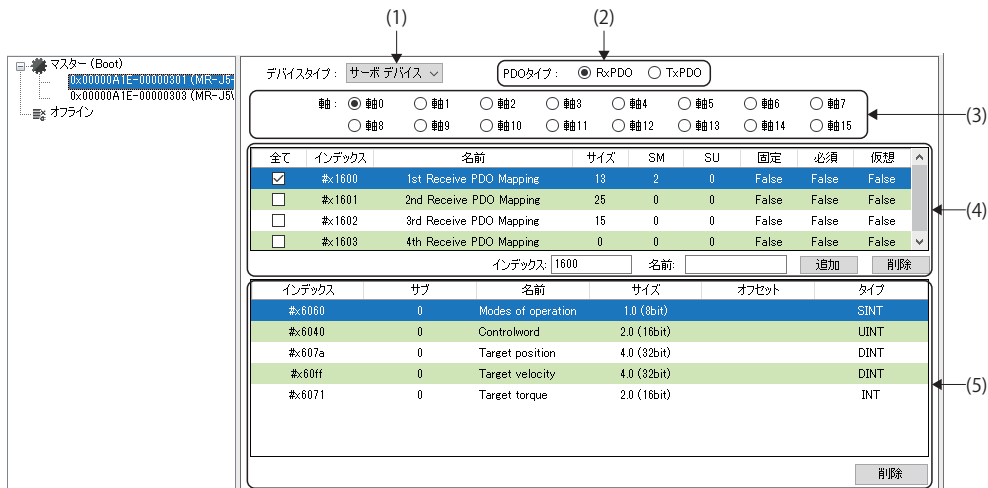 (1)
(2)
マスター (Boot)
0x00000A1E-00000301 (MR-J5-
0x00000A1E-00000303 (MR-J5W
オフライン
デバイスタイプ : サーボ デバイス
PDOタイプ : RxPDO TxPDO
軸 : 軸0 軸1 軸2 軸3 軸4 軸5 軸6 軸7
軸8 軸9 軸10 軸11 軸12 軸13 軸14 軸15
(3)
全て インデックス 名前 サイズ SM SU 固定 必須 仮想
#x1600 1st Receive PDO Mapping 13 2 0 False False False
#x1601 2nd Receive PDO Mapping 25 0 0 False False False
#x1602 3rd Receive PDO Mapping 15 0 0 False False False
#x1603 4th Receive PDO Mapping 0 0 0 False False False
(4)
インデックス: 1600 名前: 追加 削除
インデックス サブ 名前 サイズ オフセット タイプ
#x6060 0 Modes of operation 1.0 (8bit) SINT
#x6040 0 Controlword 2.0 (16bit) UINT
#x607a 0 Target position 4.0 (32bit) DINT
#x60ff 0 Target velocity 4.0 (32bit) DINT
#x6071 0 Target torque 2.0 (16bit) INT
(5)
削除